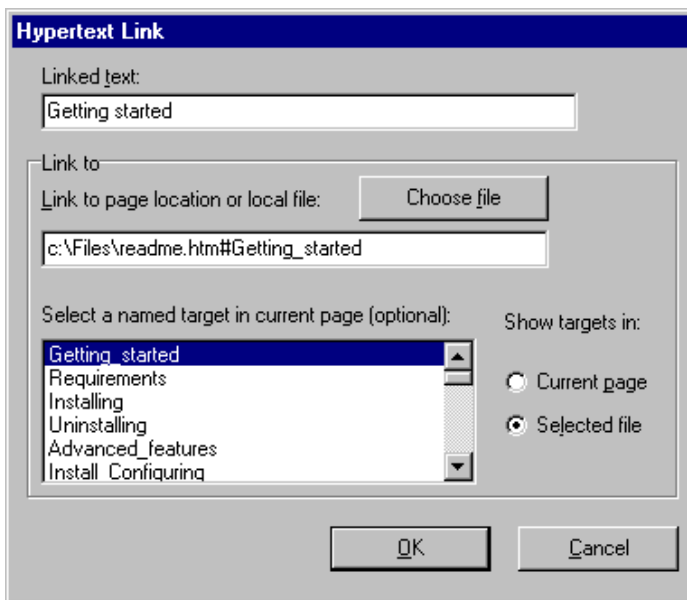 Hypertext Link
Linked text:
Getting started
Link to
Link to page location or local file:
Choose file
c:\Files\readme.htm#Getting_started
Select a named target in current page (optional):
Show targets in:
Getting_started
Requirements
Installing
Uninstalling
Advanced_features
Install_Configuring
Current page
Selected file
OK
Cancel